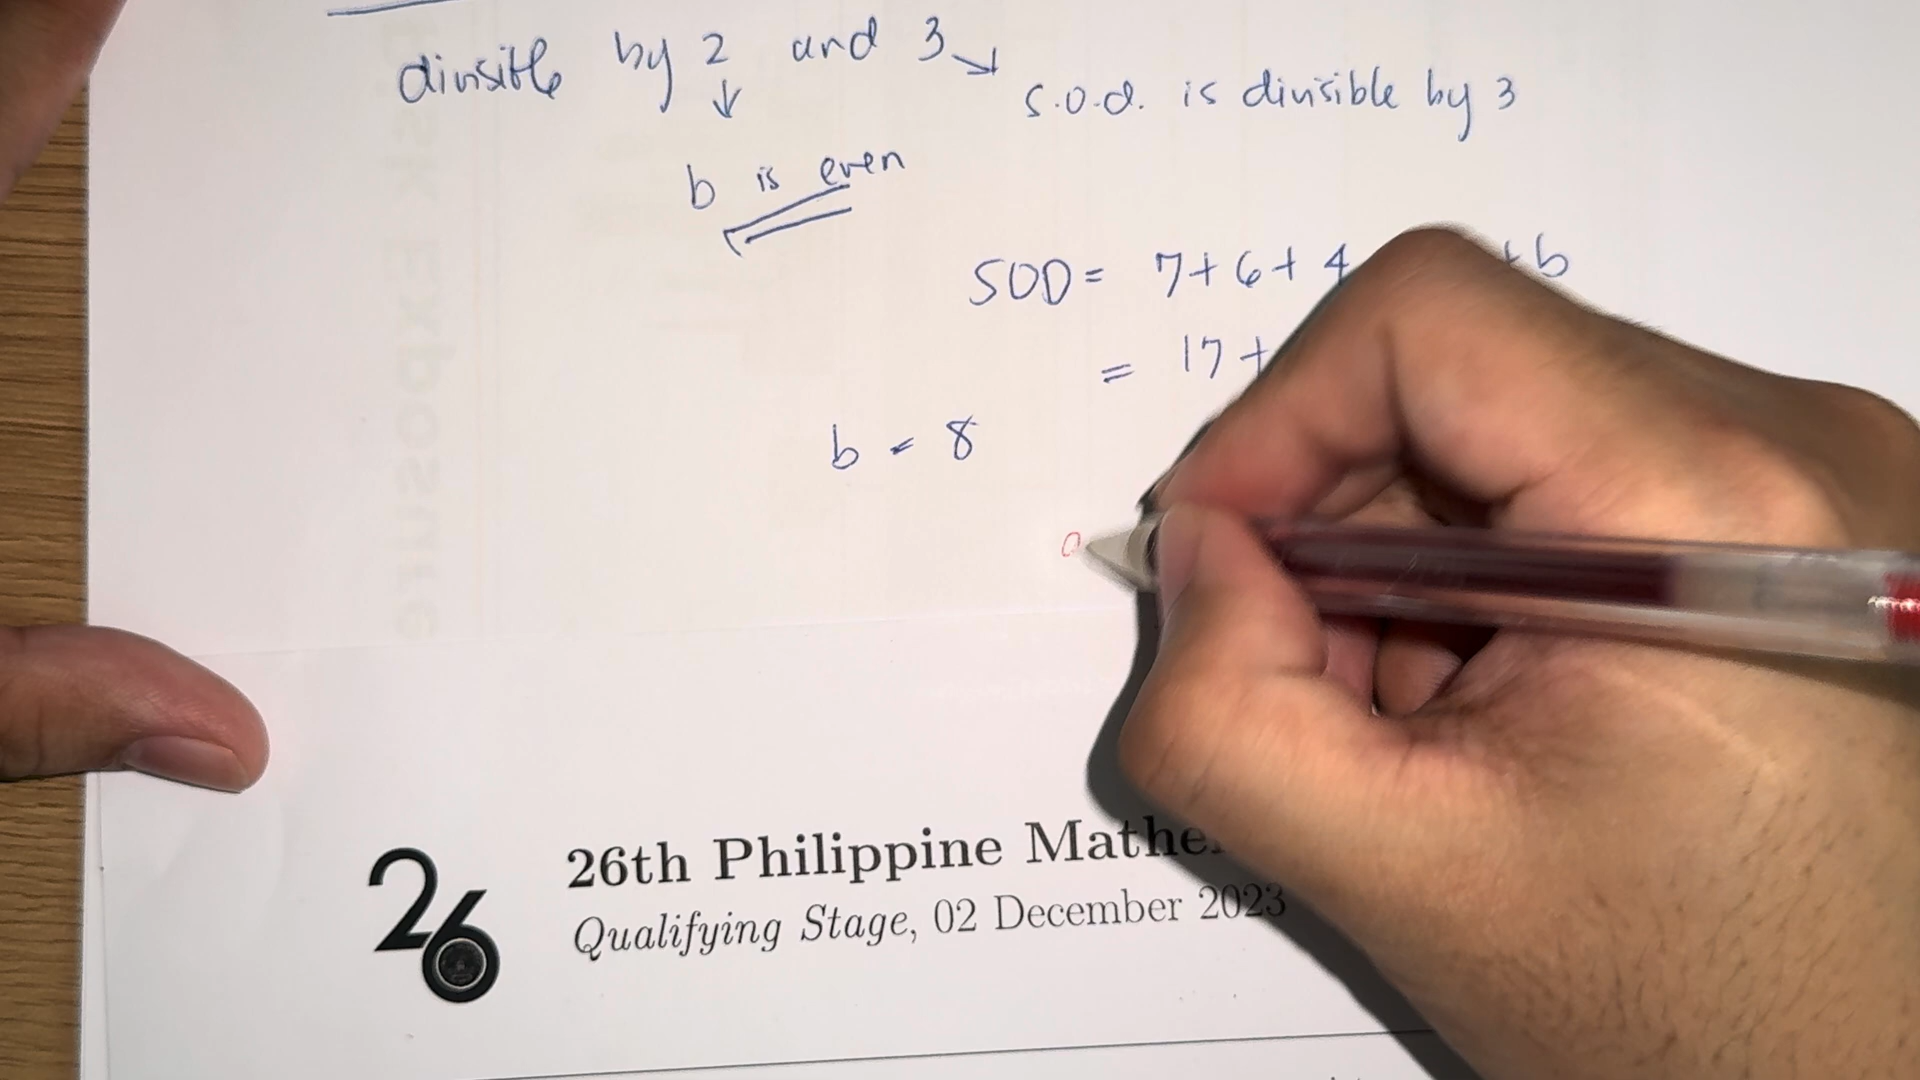 divisible by 2 and 3
s.o.d. is divisible by 3
b is even
SOD = 7+6+4 +b
= 17+
b = 8
a
26
26th Philippine
Qualifying Stage, 02 December 2023